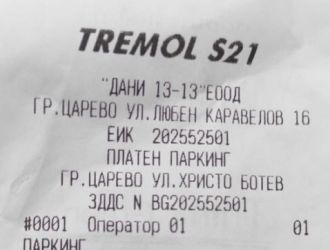 TREMOL S21
"ДАНИ 13-13"ЕООД
ГР.ЦАРЕВО УЛ.ЛЮБЕН КАРАВЕЛОВ 16
ЕИК 202552501
ПЛАТЕН ПАРКИНГ
ГР.ЦАРЕВО УЛ.ХРИСТО БОТЕВ
ЗДДС N BG202552501
#0001 Оператор 01 01
ПАРКИНГ